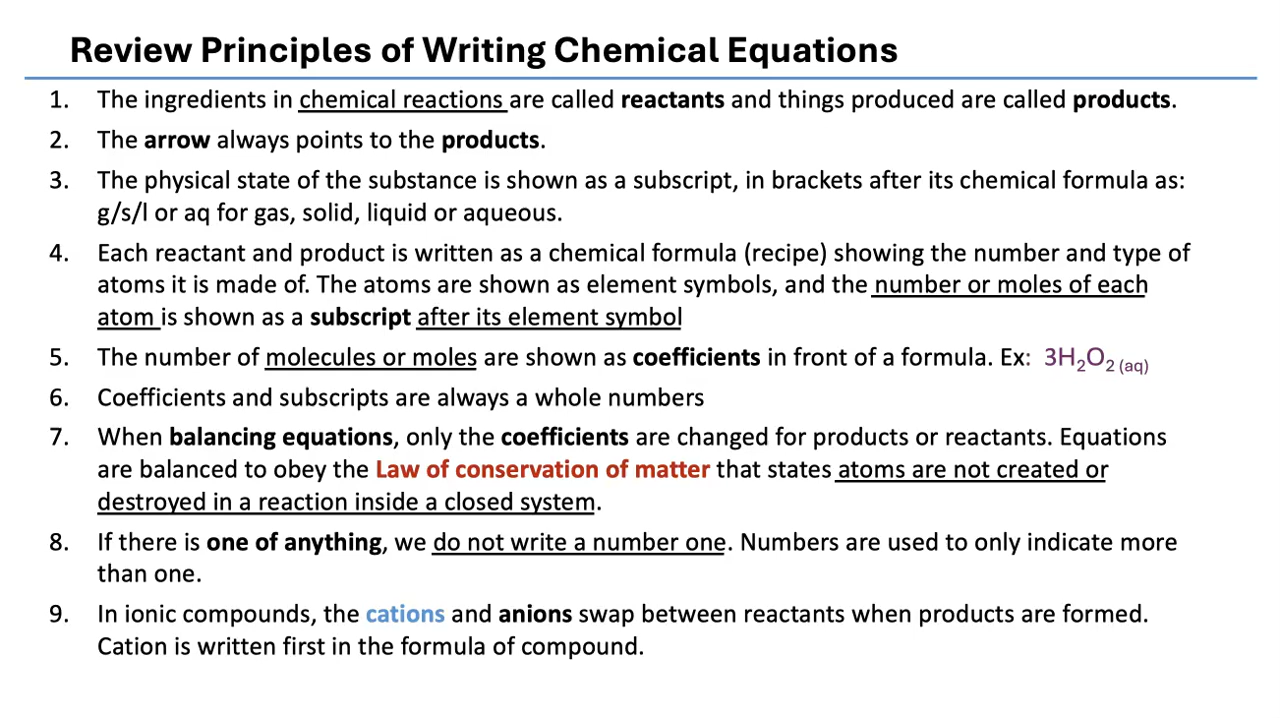 Review Principles of Writing Chemical Equations
1. The ingredients in chemical reactions are called reactants and things produced are called products.
2. The arrow always points to the products.
3. The physical state of the substance is shown as a subscript, in brackets after its chemical formula as:
g/s/l or aq for gas, solid, liquid or aqueous.
4. Each reactant and product is written as a chemical formula (recipe) showing the number and type of
atoms it is made of. The atoms are shown as element symbols, and the number or moles of each
atom is shown as a subscript after its element symbol
5. The number of molecules or moles are shown as coefficients in front of a formula. Ex: 3H₂O₂ (aq)
6. Coefficients and subscripts are always a whole numbers
7. When balancing equations, only the coefficients are changed for products or reactants. Equations
are balanced to obey the Law of conservation of matter that states atoms are not created or
destroyed in a reaction inside a closed system.
8. If there is one of anything, we do not write a number one. Numbers are used to only indicate more
than one.
9. In ionic compounds, the cations and anions swap between reactants when products are formed.
Cation is written first in the formula of compound.